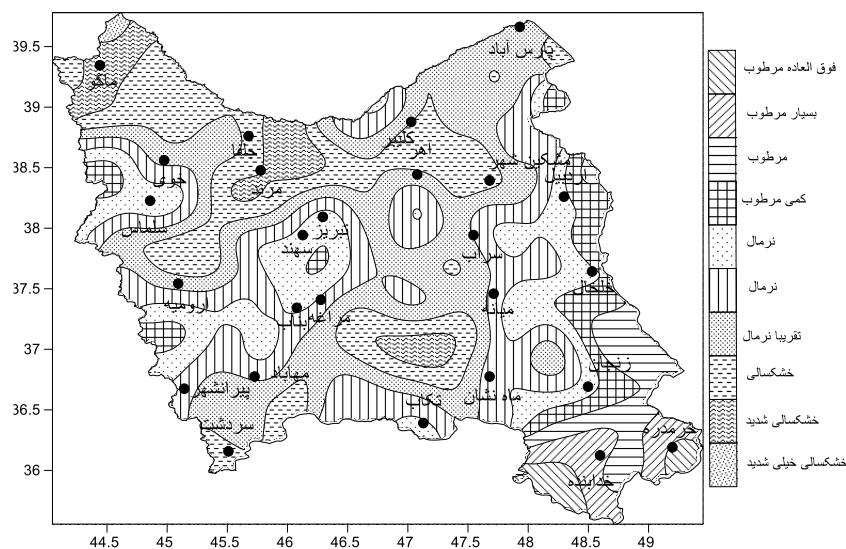 39.5
39
38.5
38
37.5
37
36.5
36
44.5 45 45.5 46 46.5 47 47.5 48 48.5 49
پارس آباد
ماکو
کلیبر
جلفا
اهر
مشکین شهر
خوی
مرند
اردبیل
سلماس
تبریز
سهند
سراب
خلخال
ارومیه
بناب
مراغه
میانه
زنجان
مهاباد
پیرانشهر
تکاب
ماه نشان
سردشت
خرمدره
خدابنده
فوق العاده مرطوب
بسیار مرطوب
مرطوب
کمی مرطوب
نرمال
نرمال
تقریبا نرمال
خشکسالی
خشکسالی شدید
خشکسالی خیلی شدید